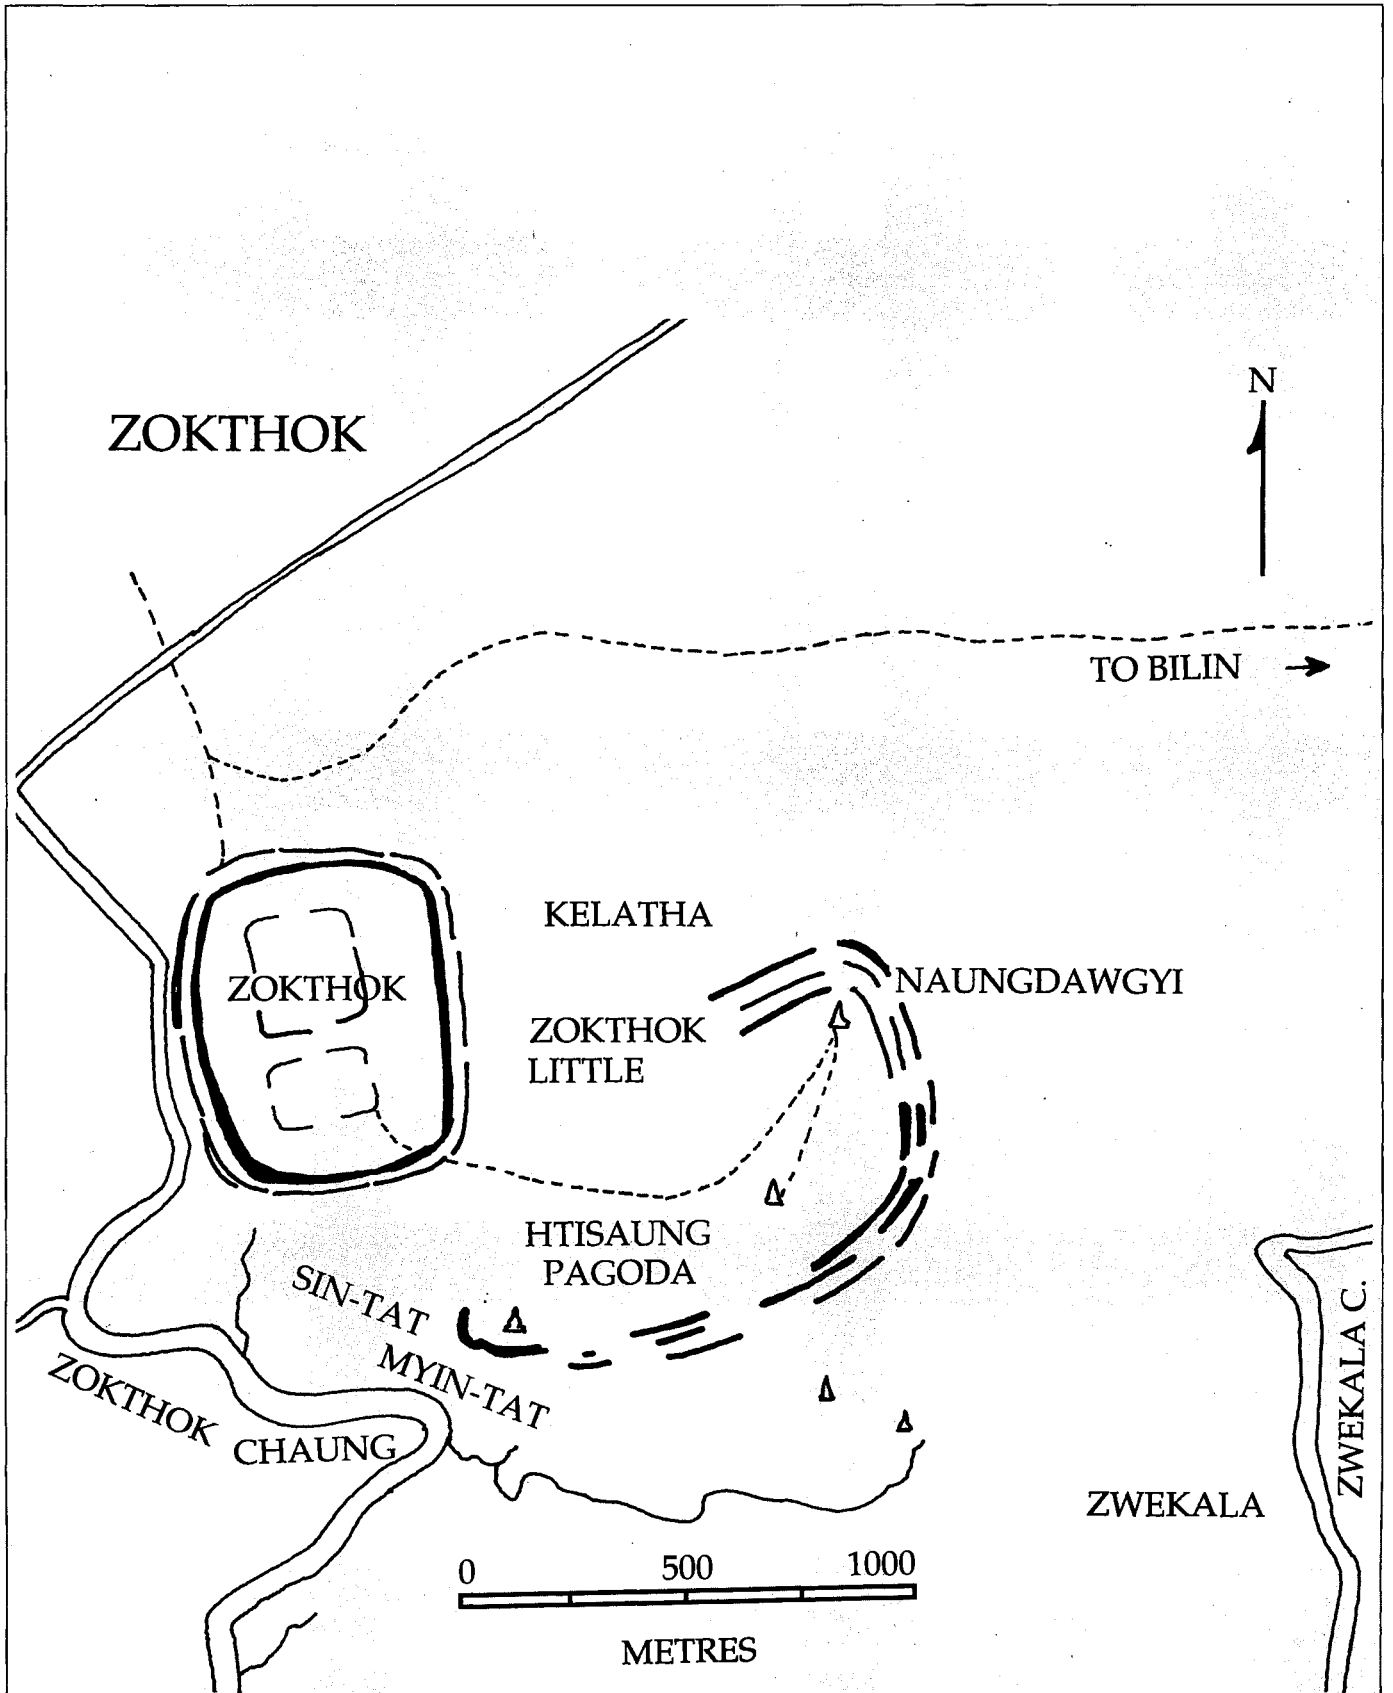 N
ZOKTHOK
TO BILIN
KELATHA
NAUNGDAWGYI
ZOKTHOK
ZOKTHOK
LITTLE
HTISAUNG
PAGODA
SIN-TAT
MYIN-TAT
ZOKTHOK CHAUNG
ZWEKALA C.
ZWEKALA
0 500 1000
METRES